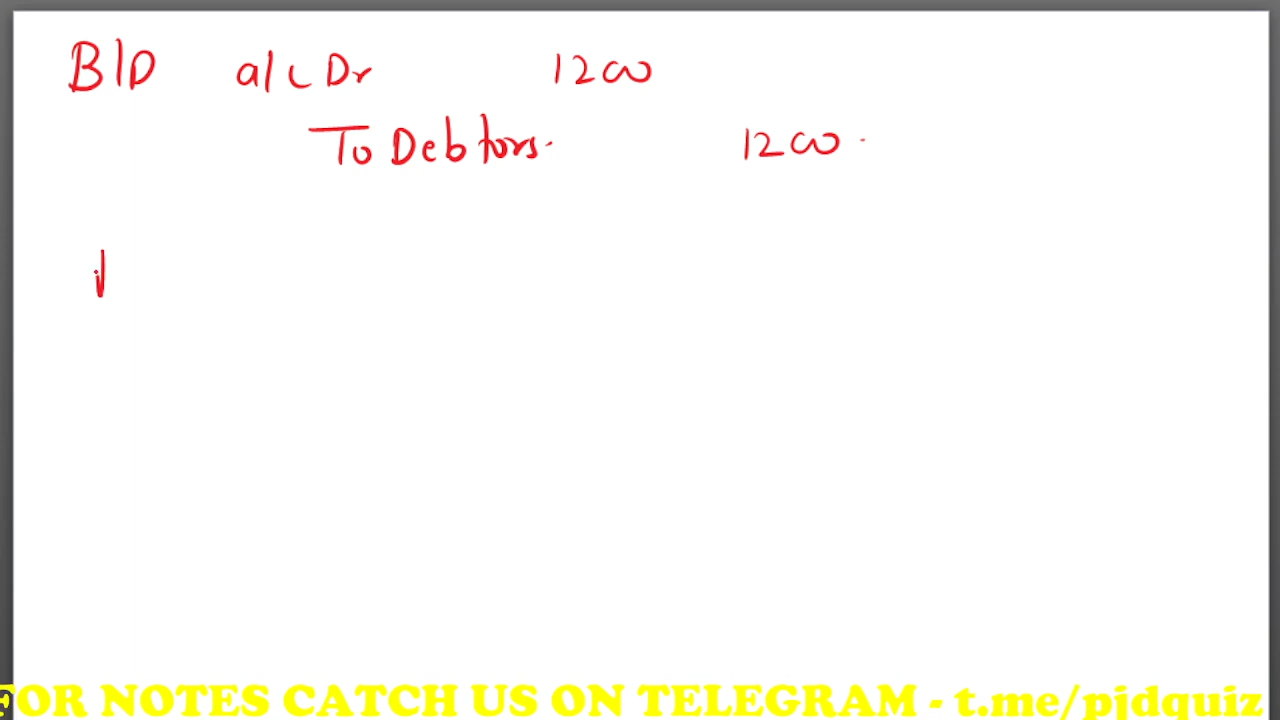 B/D a/c Dr 1200
To Debtors. 1200.
FOR NOTES CATCH US ON TELEGRAM - t.me/pjdquiz